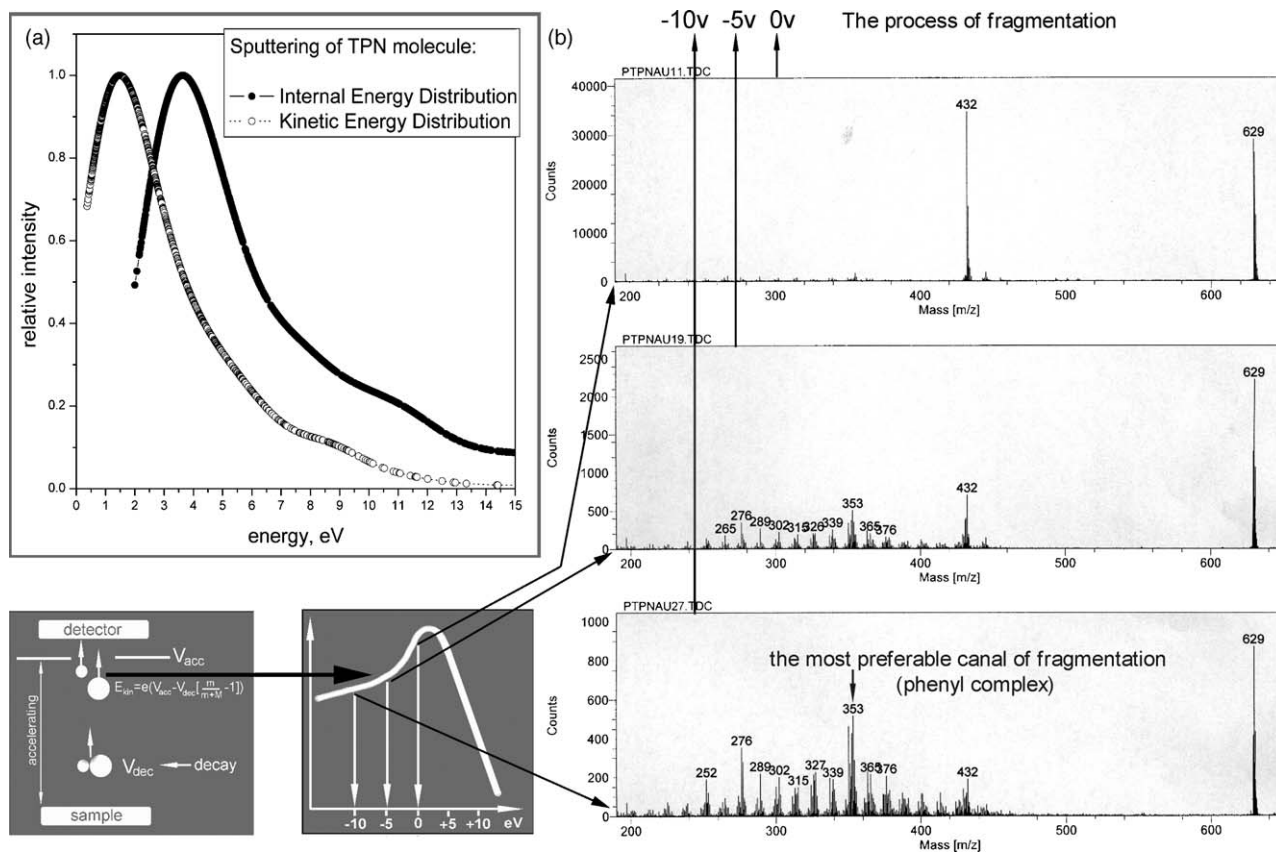 (a)
Sputtering of TPN molecule:
Internal Energy Distribution
Kinetic Energy Distribution
relative intensity
1.0
0.8
0.6
0.4
0.2
0.0
0 1 2 3 4 5 6 7 8 9 10 11 12 13 14 15
energy, eV
detector
V_acc
E_kin=e(V_acc-V_dec[m/m+M -1])
accelerating
V_dec
decay
sample
-10 -5 0 +5 +10 eV
(b)
-10v -5v 0v The process of fragmentation
PTPNAU11.TDC
40000
30000
20000
10000
0
Counts
432
629
200 300 400 500 600
Mass [m/z]
PTPNAU19.TDC
2500
2000
1500
1000
500
0
Counts
265 276 289 302 315 326 339 353 365 376 432 629
200 300 400 500 600
Mass [m/z]
PTPNAU27.TDC
1000
800
600
400
200
0
Counts
the most preferable canal of fragmentation
(phenyl complex)
252 276 289 302 315 327 339 353 365 376 432 629
200 300 400 500 600
Mass [m/z]